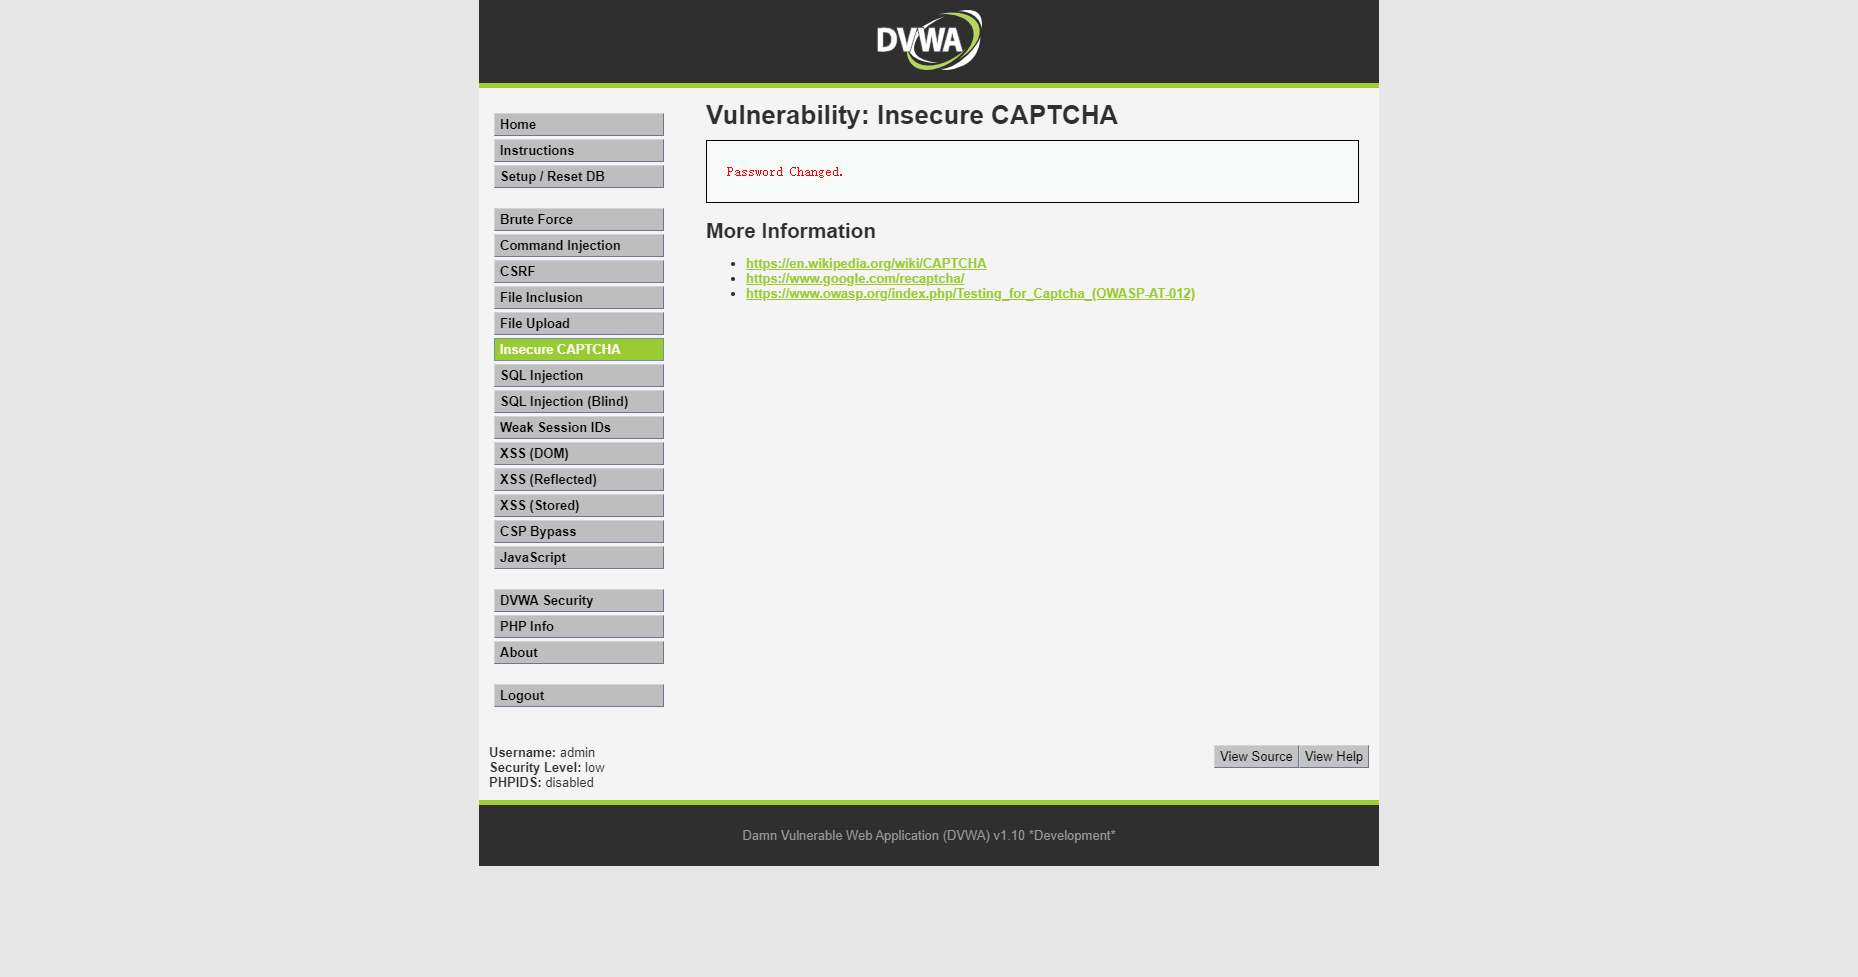 DVWA
Home
Instructions
Setup / Reset DB
Brute Force
Command Injection
CSRF
File Inclusion
File Upload
Insecure CAPTCHA
SQL Injection
SQL Injection (Blind)
Weak Session IDs
XSS (DOM)
XSS (Reflected)
XSS (Stored)
CSP Bypass
JavaScript
DVWA Security
PHP Info
About
Logout
Vulnerability: Insecure CAPTCHA
Password Changed.
More Information
https://en.wikipedia.org/wiki/CAPTCHA
https://www.google.com/recaptcha/
https://www.owasp.org/index.php/Testing_for_Captcha_(OWASP-AT-012)
Username: admin
Security Level: low
PHPIDS: disabled
View Source View Help
Damn Vulnerable Web Application (DVWA) v1.10 *Development*